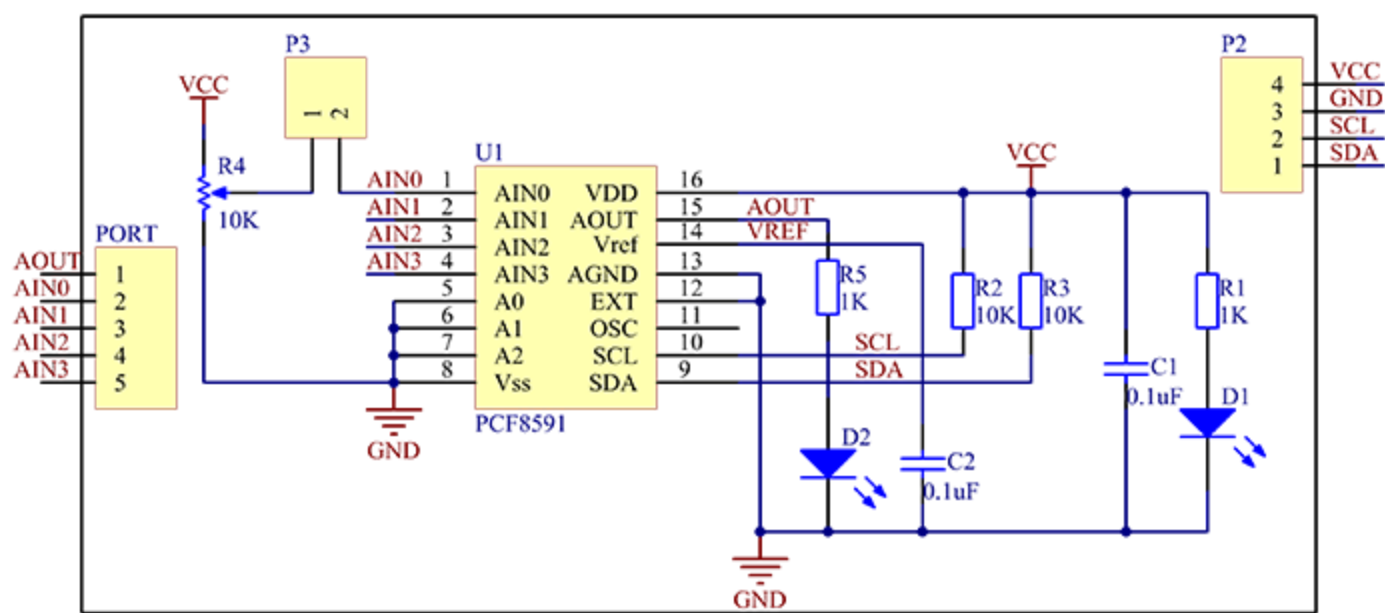 P3
P2
VCC
R4
10K
1 2
4 VCC
3 GND
2 SCL
1 SDA
U1
VCC
AIN0 1 AIN0 VDD 16
AIN1 2 AIN1 AOUT 15 AOUT
AIN2 3 AIN2 Vref 14 VREF
AIN3 4 AIN3 AGND 13
5 A0 EXT 12
6 A1 OSC 11
7 A2 SCL 10 SCL
8 Vss SDA 9 SDA
PCF8591
GND
PORT
AOUT 1
AIN0 2
AIN1 3
AIN2 4
AIN3 5
R5
1K
R2
10K
R3
10K
R1
1K
C1
0.1uF
D1
D2
C2
0.1uF
GND